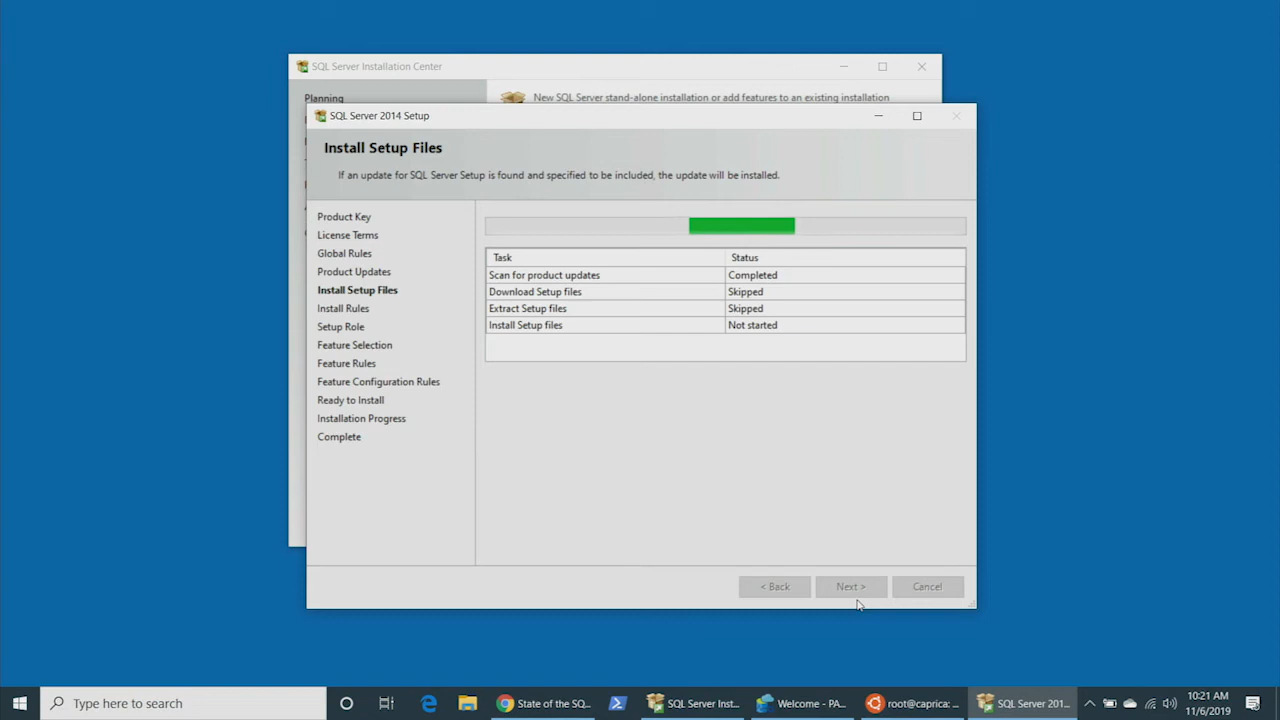 SQL Server Installation Center
Planning
New SQL Server stand-alone installation or add features to an existing installation
SQL Server 2014 Setup
Install Setup Files
If an update for SQL Server Setup is found and specified to be included, the update will be installed.
Product Key
License Terms
Global Rules
Product Updates
Install Setup Files
Install Rules
Setup Role
Feature Selection
Feature Rules
Feature Configuration Rules
Ready to Install
Installation Progress
Complete
Task Status
Scan for product updates Completed
Download Setup files Skipped
Extract Setup files Skipped
Install Setup files Not started
< Back Next > Cancel
Type here to search
State of the SQ...
SQL Server Inst...
Welcome - PA...
root@caprica: ...
SQL Server 201...
10:21 AM
11/6/2019